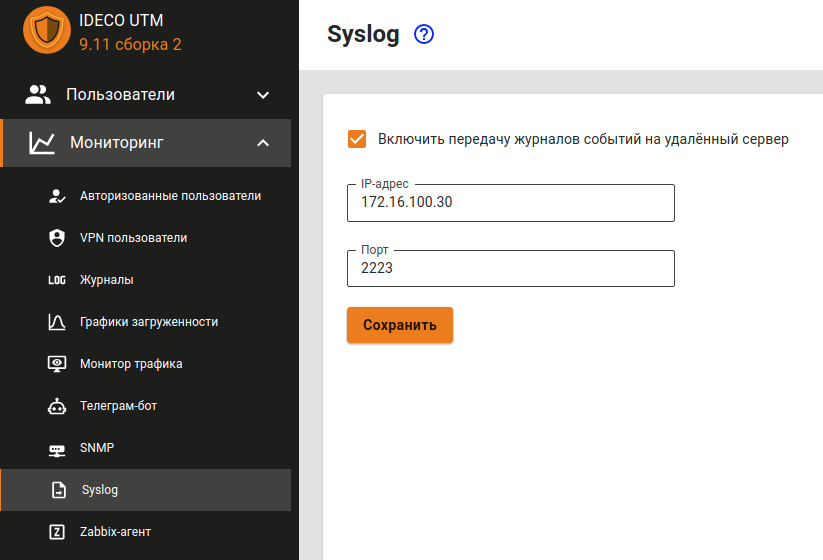 IDECO UTM
9.11 сборка 2
Пользователи
Мониторинг
Авторизованные пользователи
VPN пользователи
LOG Журналы
Графики загруженности
Монитор трафика
Телеграм-бот
SNMP
Syslog
Z Zabbix-агент
Syslog ?
Включить передачу журналов событий на удалённый сервер
IP-адрес
172.16.100.30
Порт
2223
Сохранить